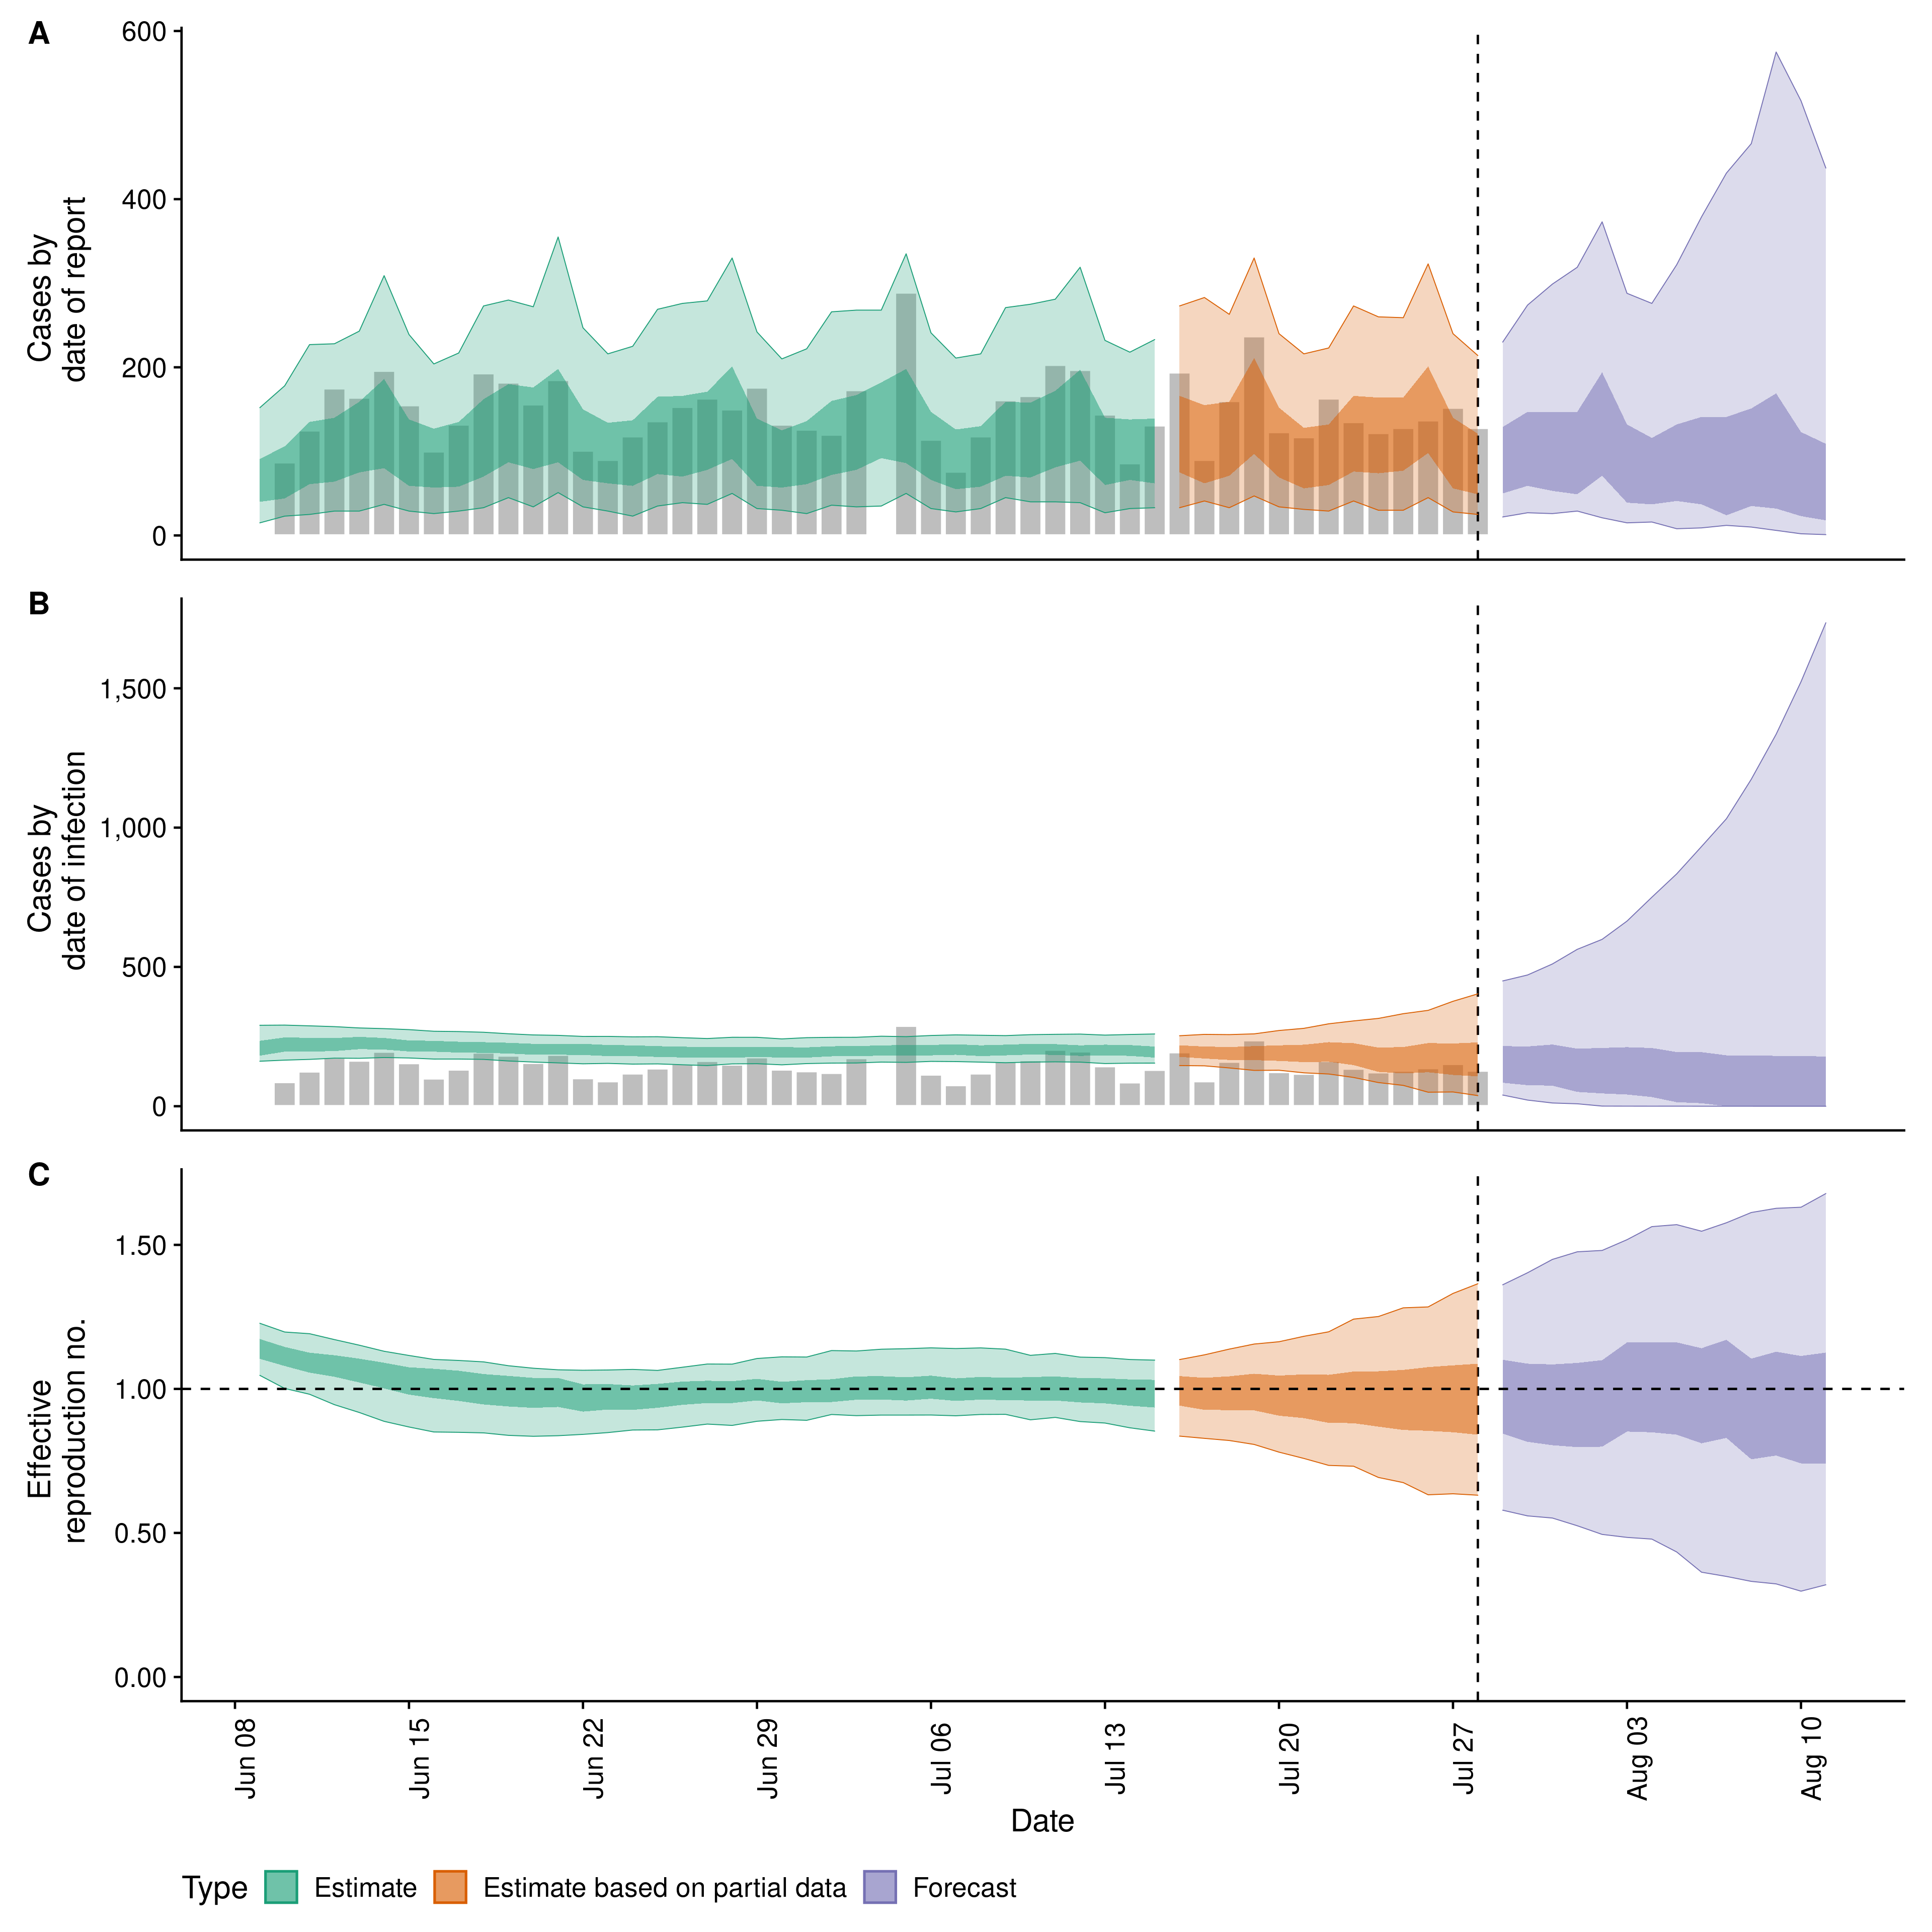 A
600
400
200
0
Cases by
date of report
B
1,500
1,000
500
0
Cases by
date of infection
C
1.50
1.00
0.50
0.00
Effective
reproduction no.
Jun 08
Jun 15
Jun 22
Jun 29
Jul 06
Jul 13
Jul 20
Jul 27
Aug 03
Aug 10
Date
Type Estimate Estimate based on partial data Forecast